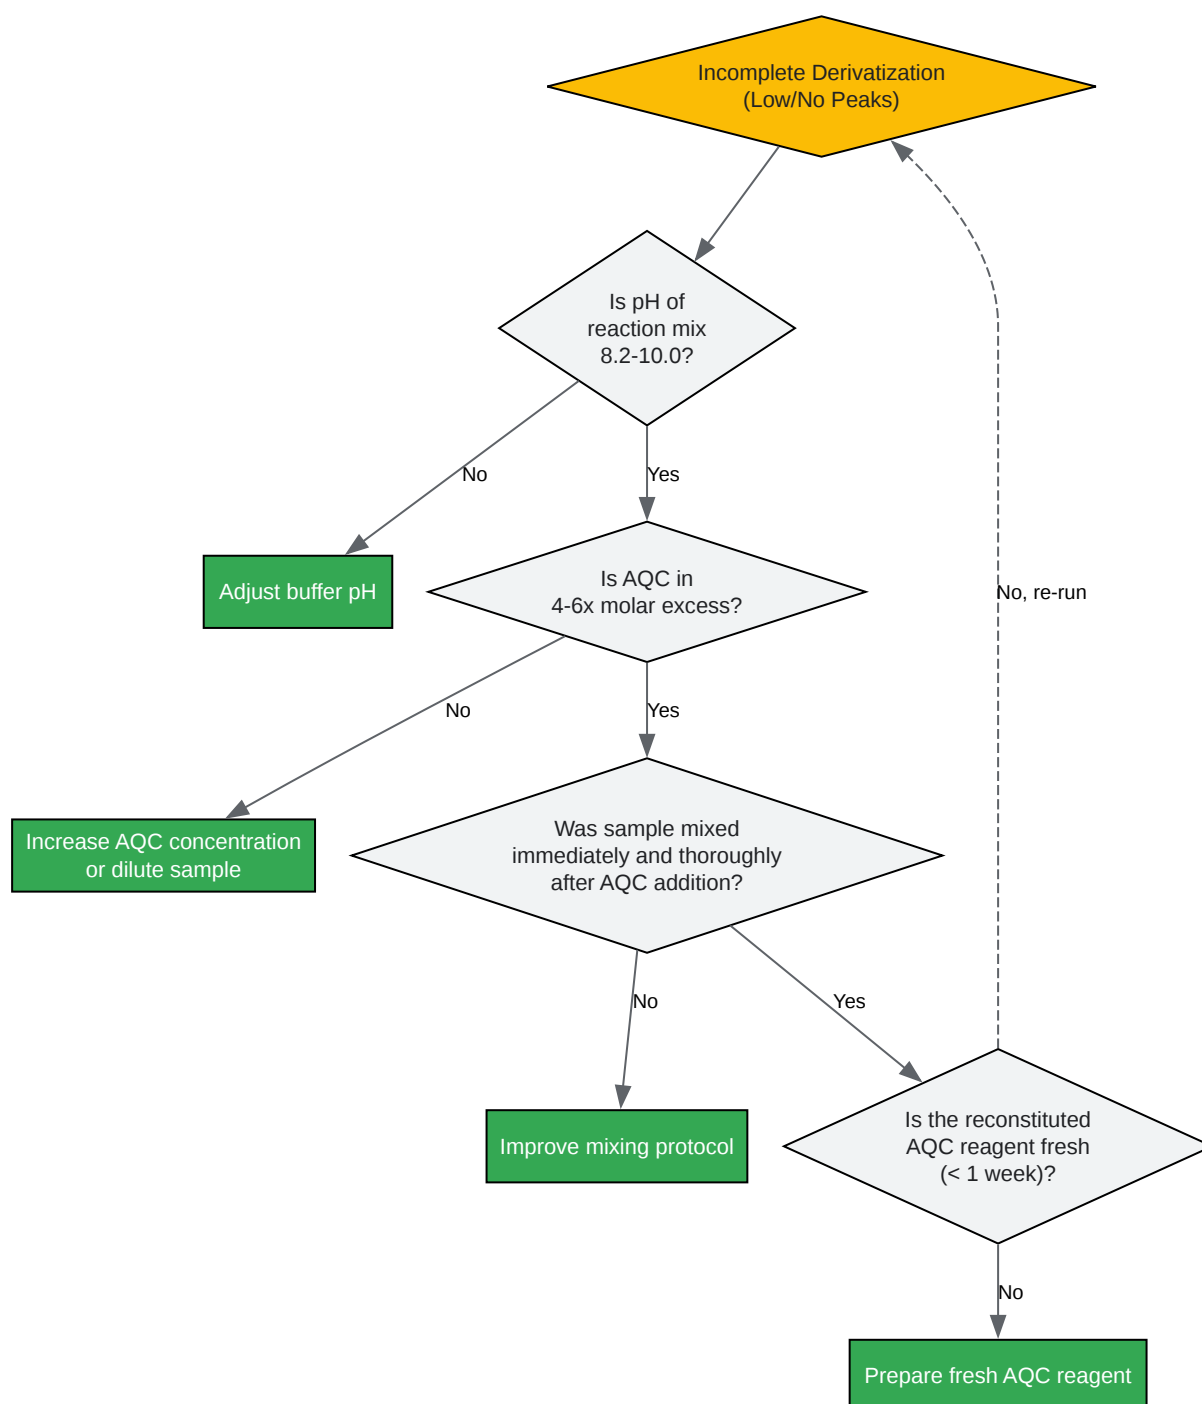 Incomplete Derivatization
(Low/No Peaks)
Is pH of
reaction mix
8.2-10.0?
No
Yes
Adjust buffer pH
Is AQC in
4-6x molar excess?
No, re-run
No
Yes
Increase AQC concentration
or dilute sample
Was sample mixed
immediately and thoroughly
after AQC addition?
No
Yes
Improve mixing protocol
Is the reconstituted
AQC reagent fresh
(< 1 week)?
No
Prepare fresh AQC reagent